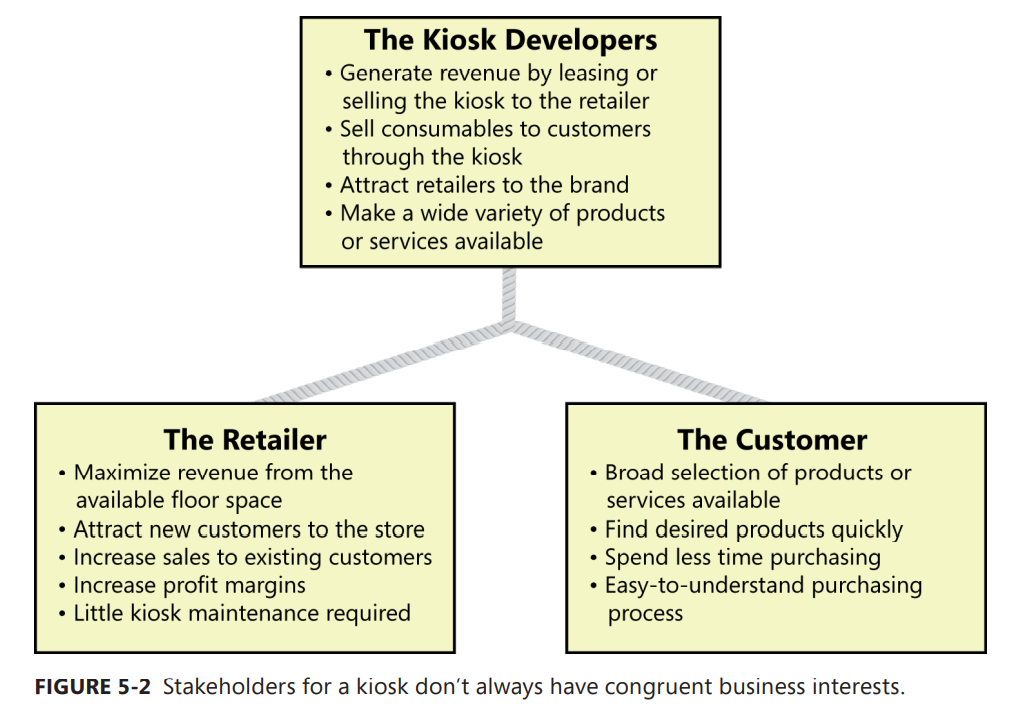 The Kiosk Developers
• Generate revenue by leasing or
selling the kiosk to the retailer
• Sell consumables to customers
through the kiosk
• Attract retailers to the brand
• Make a wide variety of products
or services available
The Retailer
• Maximize revenue from the
available floor space
• Attract new customers to the store
• Increase sales to existing customers
• Increase profit margins
• Little kiosk maintenance required
The Customer
• Broad selection of products or
services available
• Find desired products quickly
• Spend less time purchasing
• Easy-to-understand purchasing
process
FIGURE 5-2 Stakeholders for a kiosk don’t always have congruent business interests.